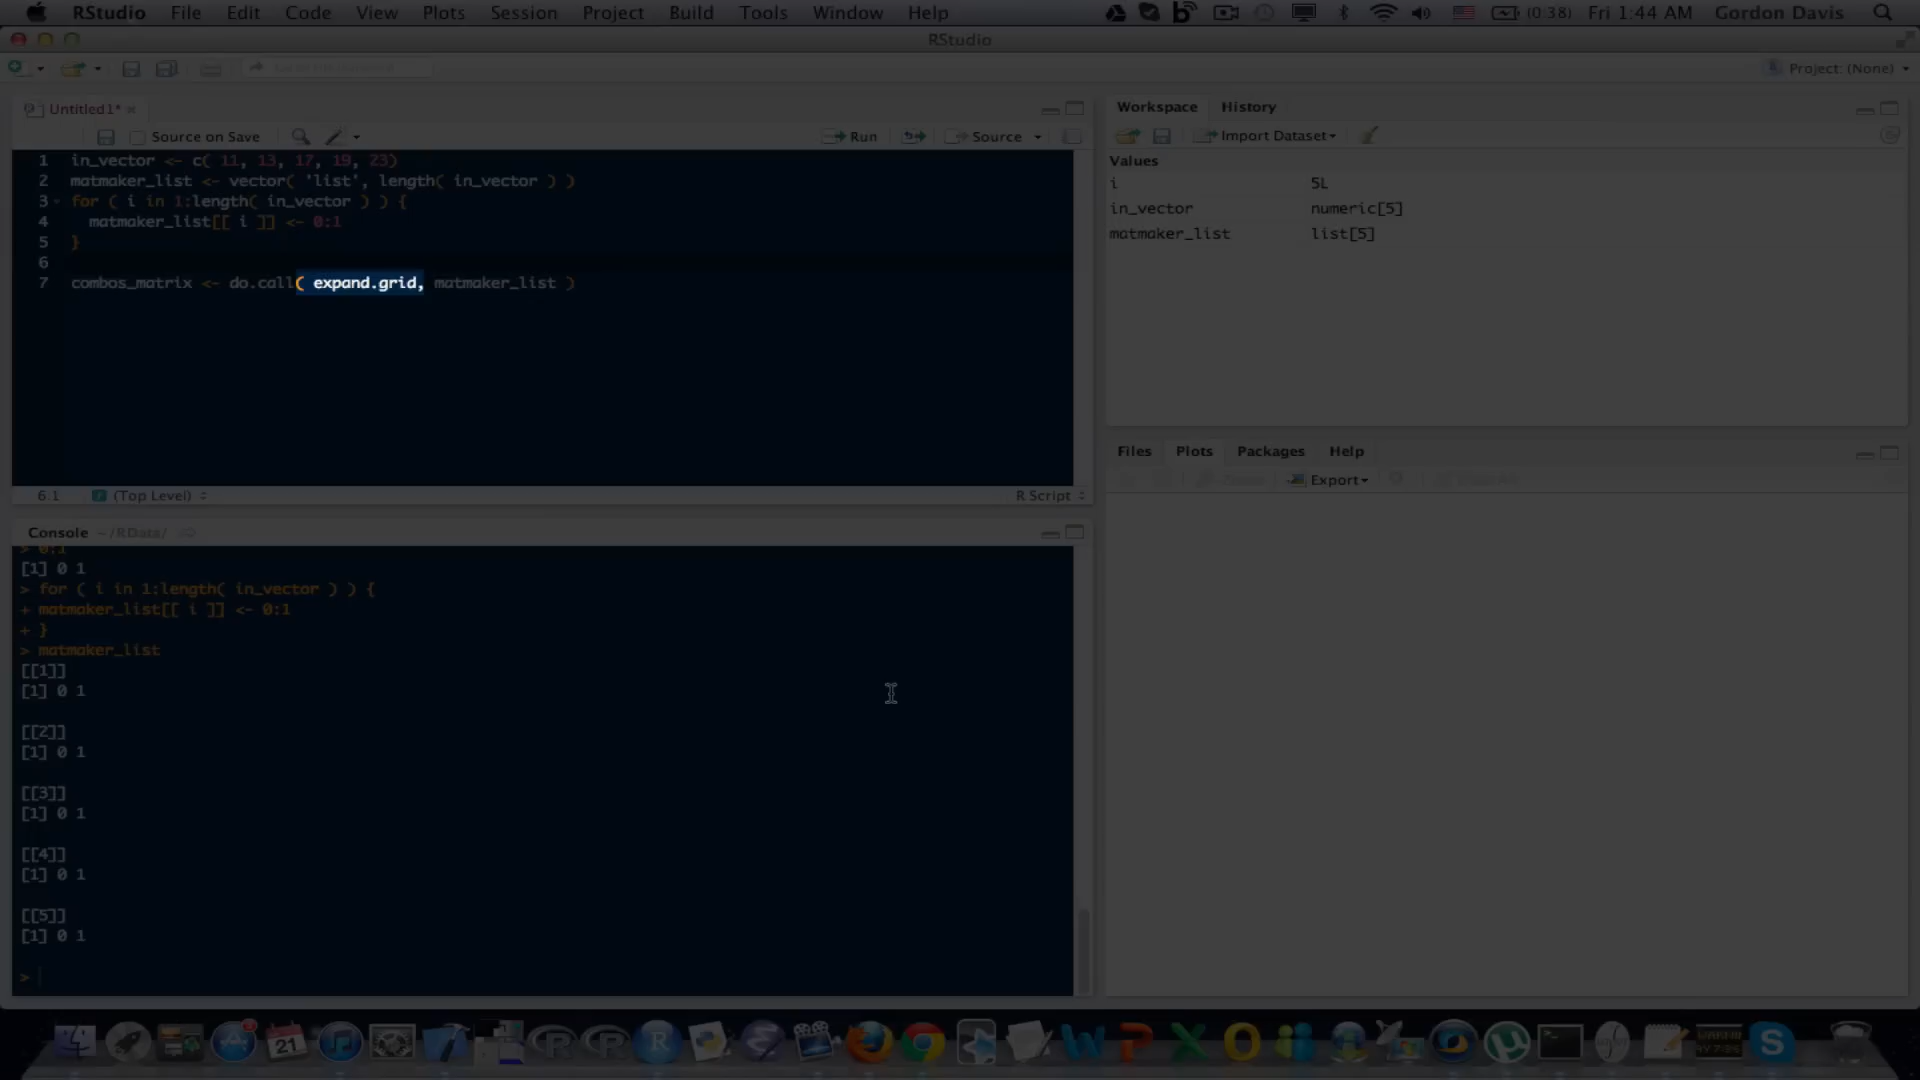 RStudio File Edit Code View Plots Session Project Build Tools Window Help (0:38) Fri 1:44 AM Gordon Davis
RStudio
Project: (None)
Untitled1*
Source on Save Run Source
1 in_vector <- c( 11, 13, 17, 19, 23)
2 matmaker_list <- vector( 'list', length( in_vector ) )
3 for ( i in 1:length( in_vector ) ) {
4 matmaker_list[[ i ]] <- 0:1
5 }
6
7 combos_matrix <- do.call( expand.grid, matmaker_list )
6:1 (Top Level) R Script
Console ~/RData/
> 0:1
[1] 0 1
> for ( i in 1:length( in_vector ) ) {
+ matmaker_list[[ i ]] <- 0:1
+ }
> matmaker_list
[[1]]
[1] 0 1
[[2]]
[1] 0 1
[[3]]
[1] 0 1
[[4]]
[1] 0 1
[[5]]
[1] 0 1
>
Workspace History
Import Dataset
Values
i 5L
in_vector numeric[5]
matmaker_list list[5]
Files Plots Packages Help
Export
21